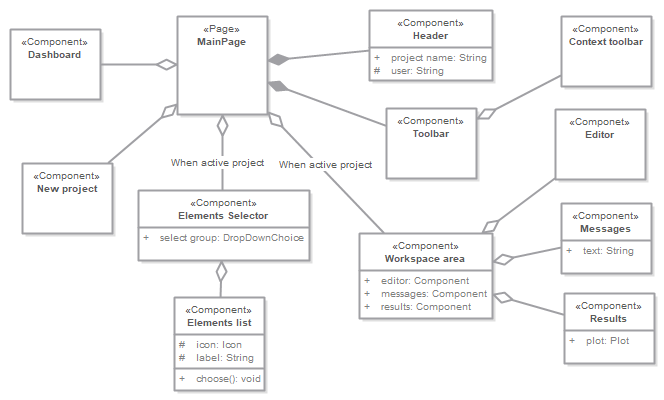 «Component»
Dashboard
«Page»
MainPage
«Component»
Header
+ project name: String
# user: String
«Component»
Context toolbar
«Component»
Toolbar
«Componet»
Editor
«Component»
New project
When active project
When active project
«Component»
Elements Selector
+ select group: DropDownChoice
«Component»
Workspace area
+ editor: Component
+ messages: Component
+ results: Component
«Component»
Messages
+ text: String
«Component»
Results
+ plot: Plot
«Component»
Elements list
# icon: Icon
# label: String
+ choose(): void